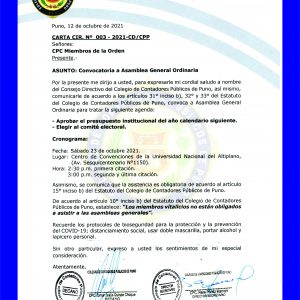 Puno, 12 de octubre de 2021
CARTA CIR. Nº 003 - 2021-CD/CPP
Señores:
CPC Miembros de la Orden
Presente.-
ASUNTO: Convocatoria a Asamblea General Ordinaria
Por la presente me dirijo a usted, para expresarle mi cordial saludo a nombre
del Consejo Directivo del Colegio de Contadores Públicos de Puno, así mismo,
comunicarle de acuerdo a los artículos 31° inciso b), 32° y 33° del Estatuto
del Colegio de Contadores Públicos de Puno, convoca a Asamblea General
Ordinaria para tratar la siguiente agenda:
- Aprobar el presupuesto institucional del año calendario siguiente.
- Elegir al comité electoral.
Cronograma:
Fecha: Sábado 23 de octubre 2021.
Lugar: Centro de Convenciones de la Universidad Nacional del Altiplano,
(Av. Sesquicentenario N°1150).
Hora: 2:30 p.m. primera citación.
3:00 p.m. segunda y última citación.
Asimismo, se comunica que la asistencia es obligatoria de acuerdo al artículo
15° inciso b) del Estatuto del Colegio de Contadores Públicos de Puno.
De acuerdo al artículo 10° inciso b) del Estatuto del Colegio de Contadores
Públicos de Puno, establece: "Los miembros vitalicios no están obligados
a asistir a las asambleas generales".
Recuerde los protocolos de bioseguridad para la protección y la prevención
del COVID-19; distanciamiento social, usar doble mascarilla, portar alcohol y
lapicero personal.
Sin otro particular, expreso a usted los sentimientos de mi especial
consideración.
Atentamente,